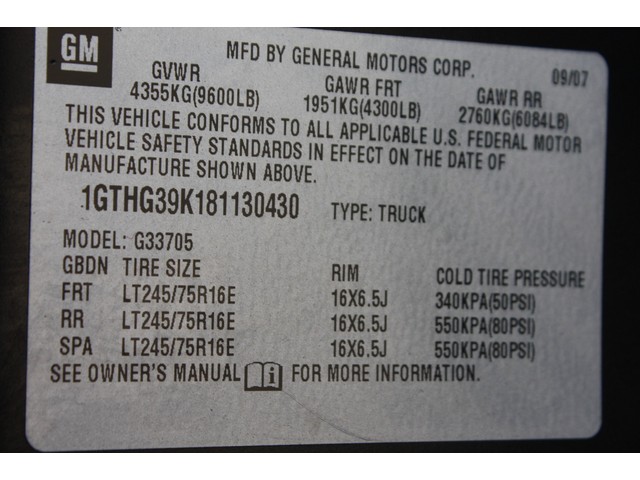 GM
MFD BY GENERAL MOTORS CORP. 09/07
GVWR GAWR FRT GAWR RR
4355KG(9600LB) 1951KG(4300LB) 2760KG(6084LB)
THIS VEHICLE CONFORMS TO ALL APPLICABLE U.S. FEDERAL MOTOR
VEHICLE SAFETY STANDARDS IN EFFECT ON THE DATE OF
MANUFACTURE SHOWN ABOVE.
1GTHG39K181130430 TYPE: TRUCK
MODEL: G33705
GBDN TIRE SIZE RIM COLD TIRE PRESSURE
FRT LT245/75R16E 16X6.5J 340KPA(50PSI)
RR LT245/75R16E 16X6.5J 550KPA(80PSI)
SPA LT245/75R16E 16X6.5J 550KPA(80PSI)
SEE OWNER'S MANUAL i FOR MORE INFORMATION.